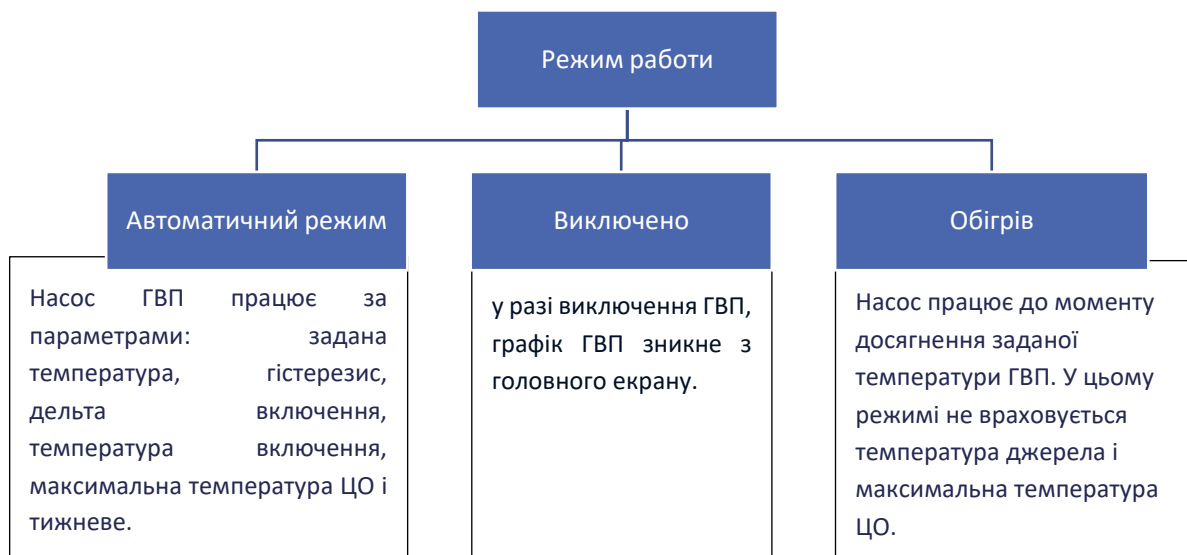 Режим работи
Автоматичний режим
Насос ГВП працює за
параметрами: задана
температура, гістерезис,
дельта включення,
температура включення,
максимальна температура ЦО і
тижневе.
Виключено
у разі виключення ГВП,
графік ГВП зникне з
головного екрану.
Обігрів
Насос працює до моменту
досягнення заданої
температури ГВП. У цьому
режимі не враховується
температура джерела і
максимальна температура
ЦО.